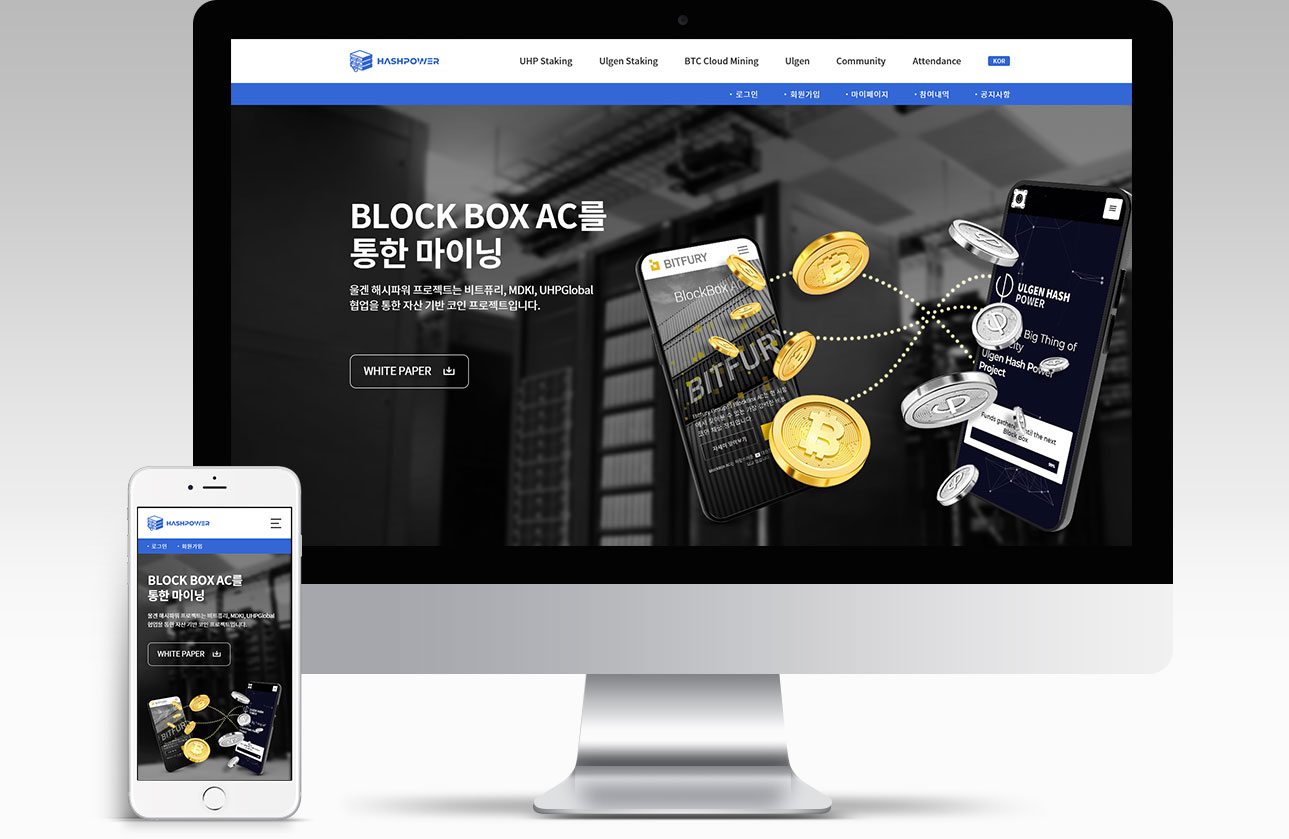 HASHPOWER
UHP Staking
Ulgen Staking
BTC Cloud Mining
Ulgen
Community
Attendance
KOR
· 로그인
· 회원가입
· 마이페이지
· 참여내역
· 공지사항
BLOCK BOX AC를
통한 마이닝
울겐 해시파워 프로젝트는 비트퓨리, MDKI, UHPGlobal
협업을 통한 자산 기반 코인 프로젝트입니다.
WHITE PAPER
BITFURY
BlockBox A
BITFURY
자세히 알아보기
ULGEN HASH
POWER
Big Thing of
Ulgen Hash Power
Project
Funds gathe until the next
Block Box
HASHPOWER
· 로그인
· 회원가입
BLOCK BOX AC를
통한 마이닝
울겐 해시파워 프로젝트는 비트퓨리, MDKI, UHPGlobal
협업을 통한 자산 기반 코인 프로젝트입니다.
WHITE PAPER
BITFURY